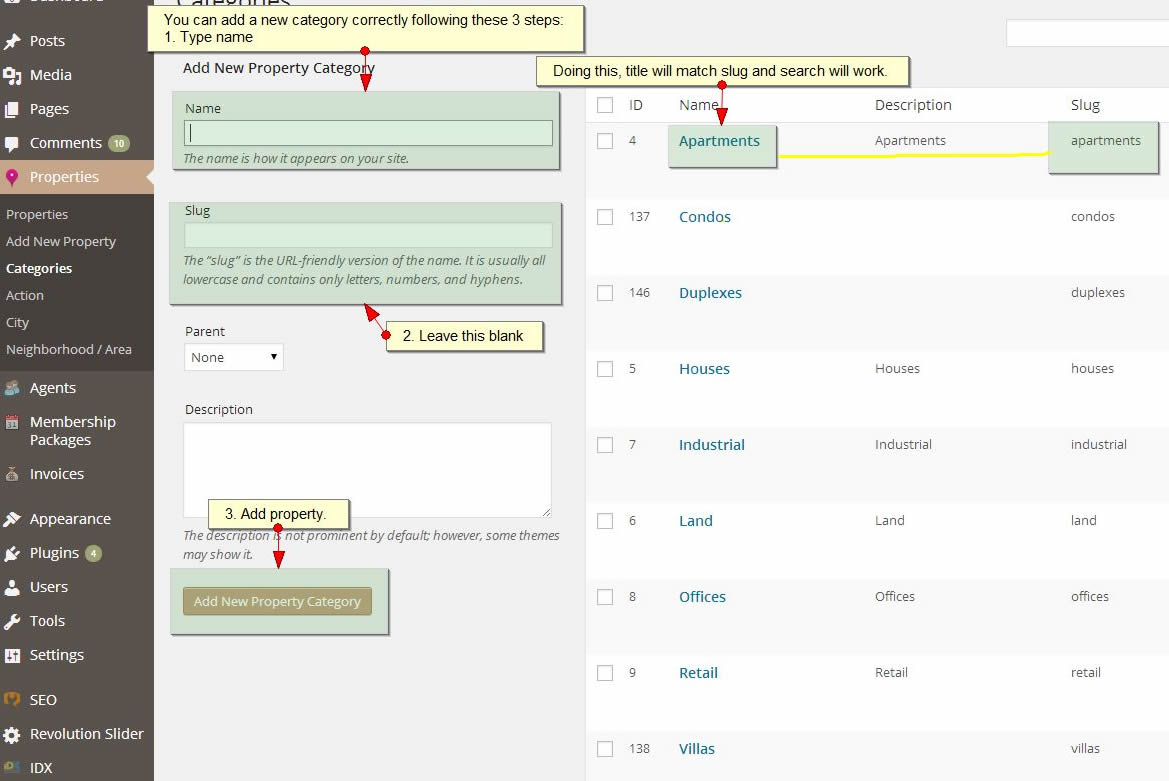 Dashboard
Posts
Media
Pages
Comments 10
Properties
Properties
Add New Property
Categories
Action
City
Neighborhood / Area
Agents
Membership
Packages
Invoices
Appearance
Plugins 4
Users
Tools
Settings
SEO
Revolution Slider
IDX
Categories
You can add a new category correctly following these 3 steps:
1. Type name
Add New Property Category
Name
The name is how it appears on your site.
Slug
The “slug” is the URL-friendly version of the name. It is usually all
lowercase and contains only letters, numbers, and hyphens.
2. Leave this blank
Parent
None
Description
3. Add property.
The description is not prominent by default; however, some themes
may show it.
Add New Property Category
Doing this, title will match slug and search will work.
ID Name Description Slug
4 Apartments Apartments apartments
137 Condos condos
146 Duplexes duplexes
5 Houses Houses houses
7 Industrial Industrial industrial
6 Land Land land
8 Offices Offices offices
9 Retail Retail retail
138 Villas villas